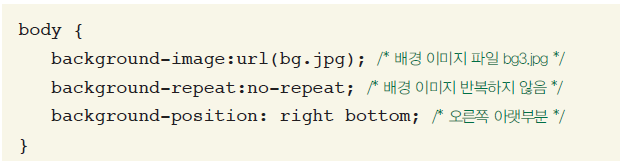 body {
background-image:url(bg.jpg); /* 배경 이미지 파일 bg3.jpg */
background-repeat:no-repeat; /* 배경 이미지 반복하지 않음 */
background-position: right bottom; /* 오른쪽 아랫부분 */
}